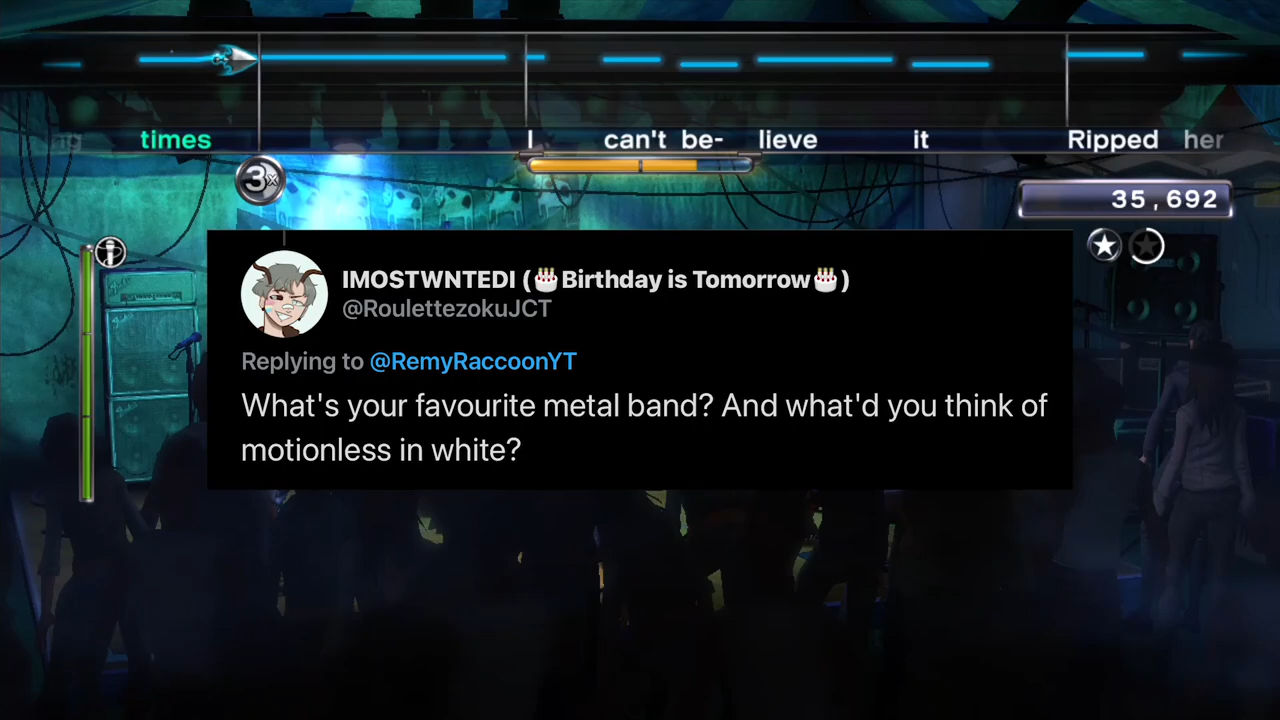 times I can't be- lieve it Ripped her
3x
35,692
IMOSTWNTEDI (🎂Birthday is Tomorrow🎂)
@RoulettezokuJCT
Replying to @RemyRaccoonYT
What's your favourite metal band? And what'd you think of
motionless in white?